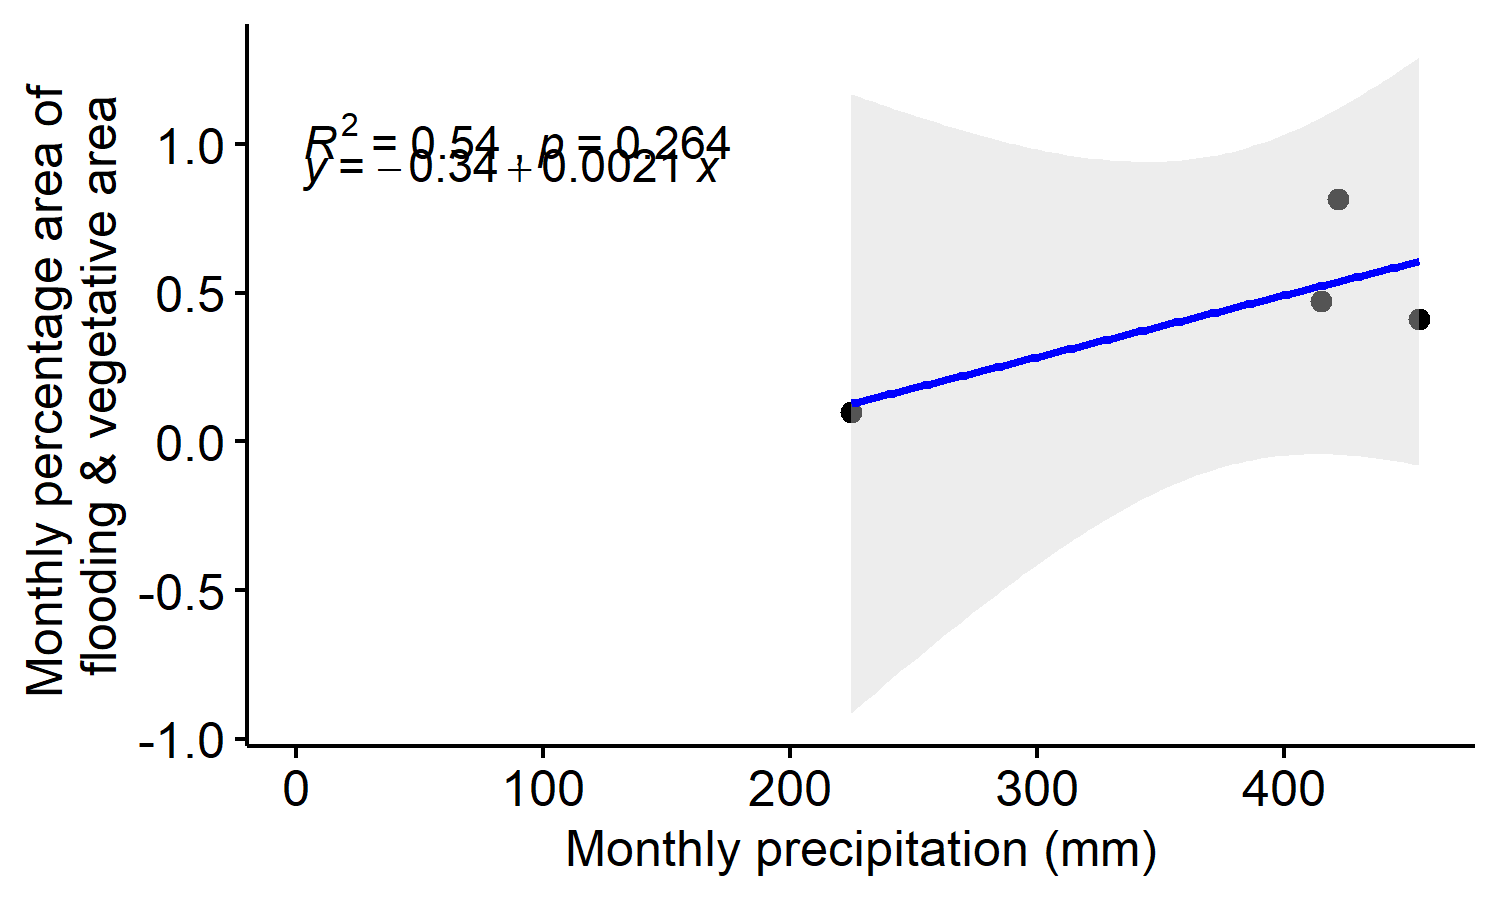 Monthly percentage area of
flooding & vegetative area
R² = 0.54 , p = 0.264
y = −0.34 + 0.0021 x
1.0
0.5
0.0
-0.5
-1.0
0 100 200 300 400
Monthly precipitation (mm)